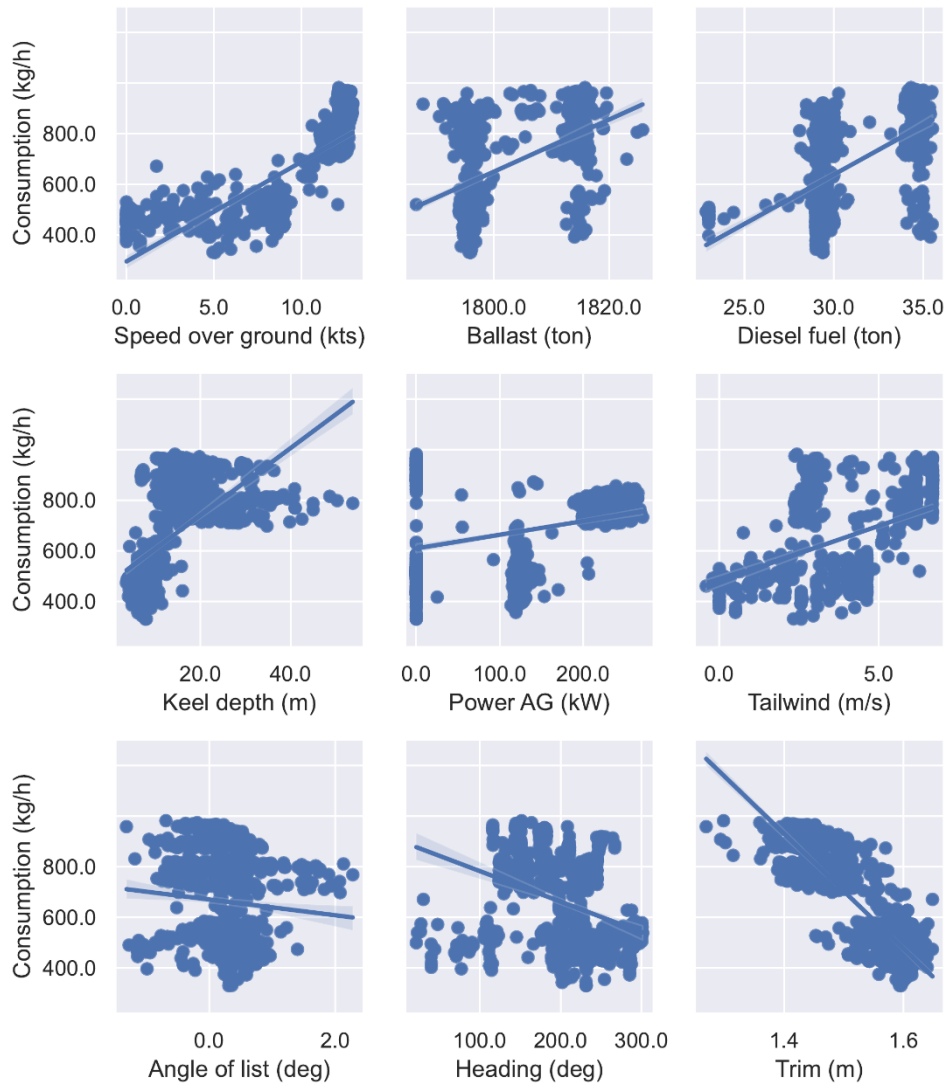 Consumption (kg/h)
800.0
600.0
400.0
0.0 5.0 10.0
Speed over ground (kts)
1800.0 1820.0
Ballast (ton)
25.0 30.0 35.0
Diesel fuel (ton)
Consumption (kg/h)
800.0
600.0
400.0
20.0 40.0
Keel depth (m)
0.0 100.0 200.0
Power AG (kW)
0.0 5.0
Tailwind (m/s)
Consumption (kg/h)
800.0
600.0
400.0
0.0 2.0
Angle of list (deg)
100.0 200.0 300.0
Heading (deg)
1.4 1.6
Trim (m)